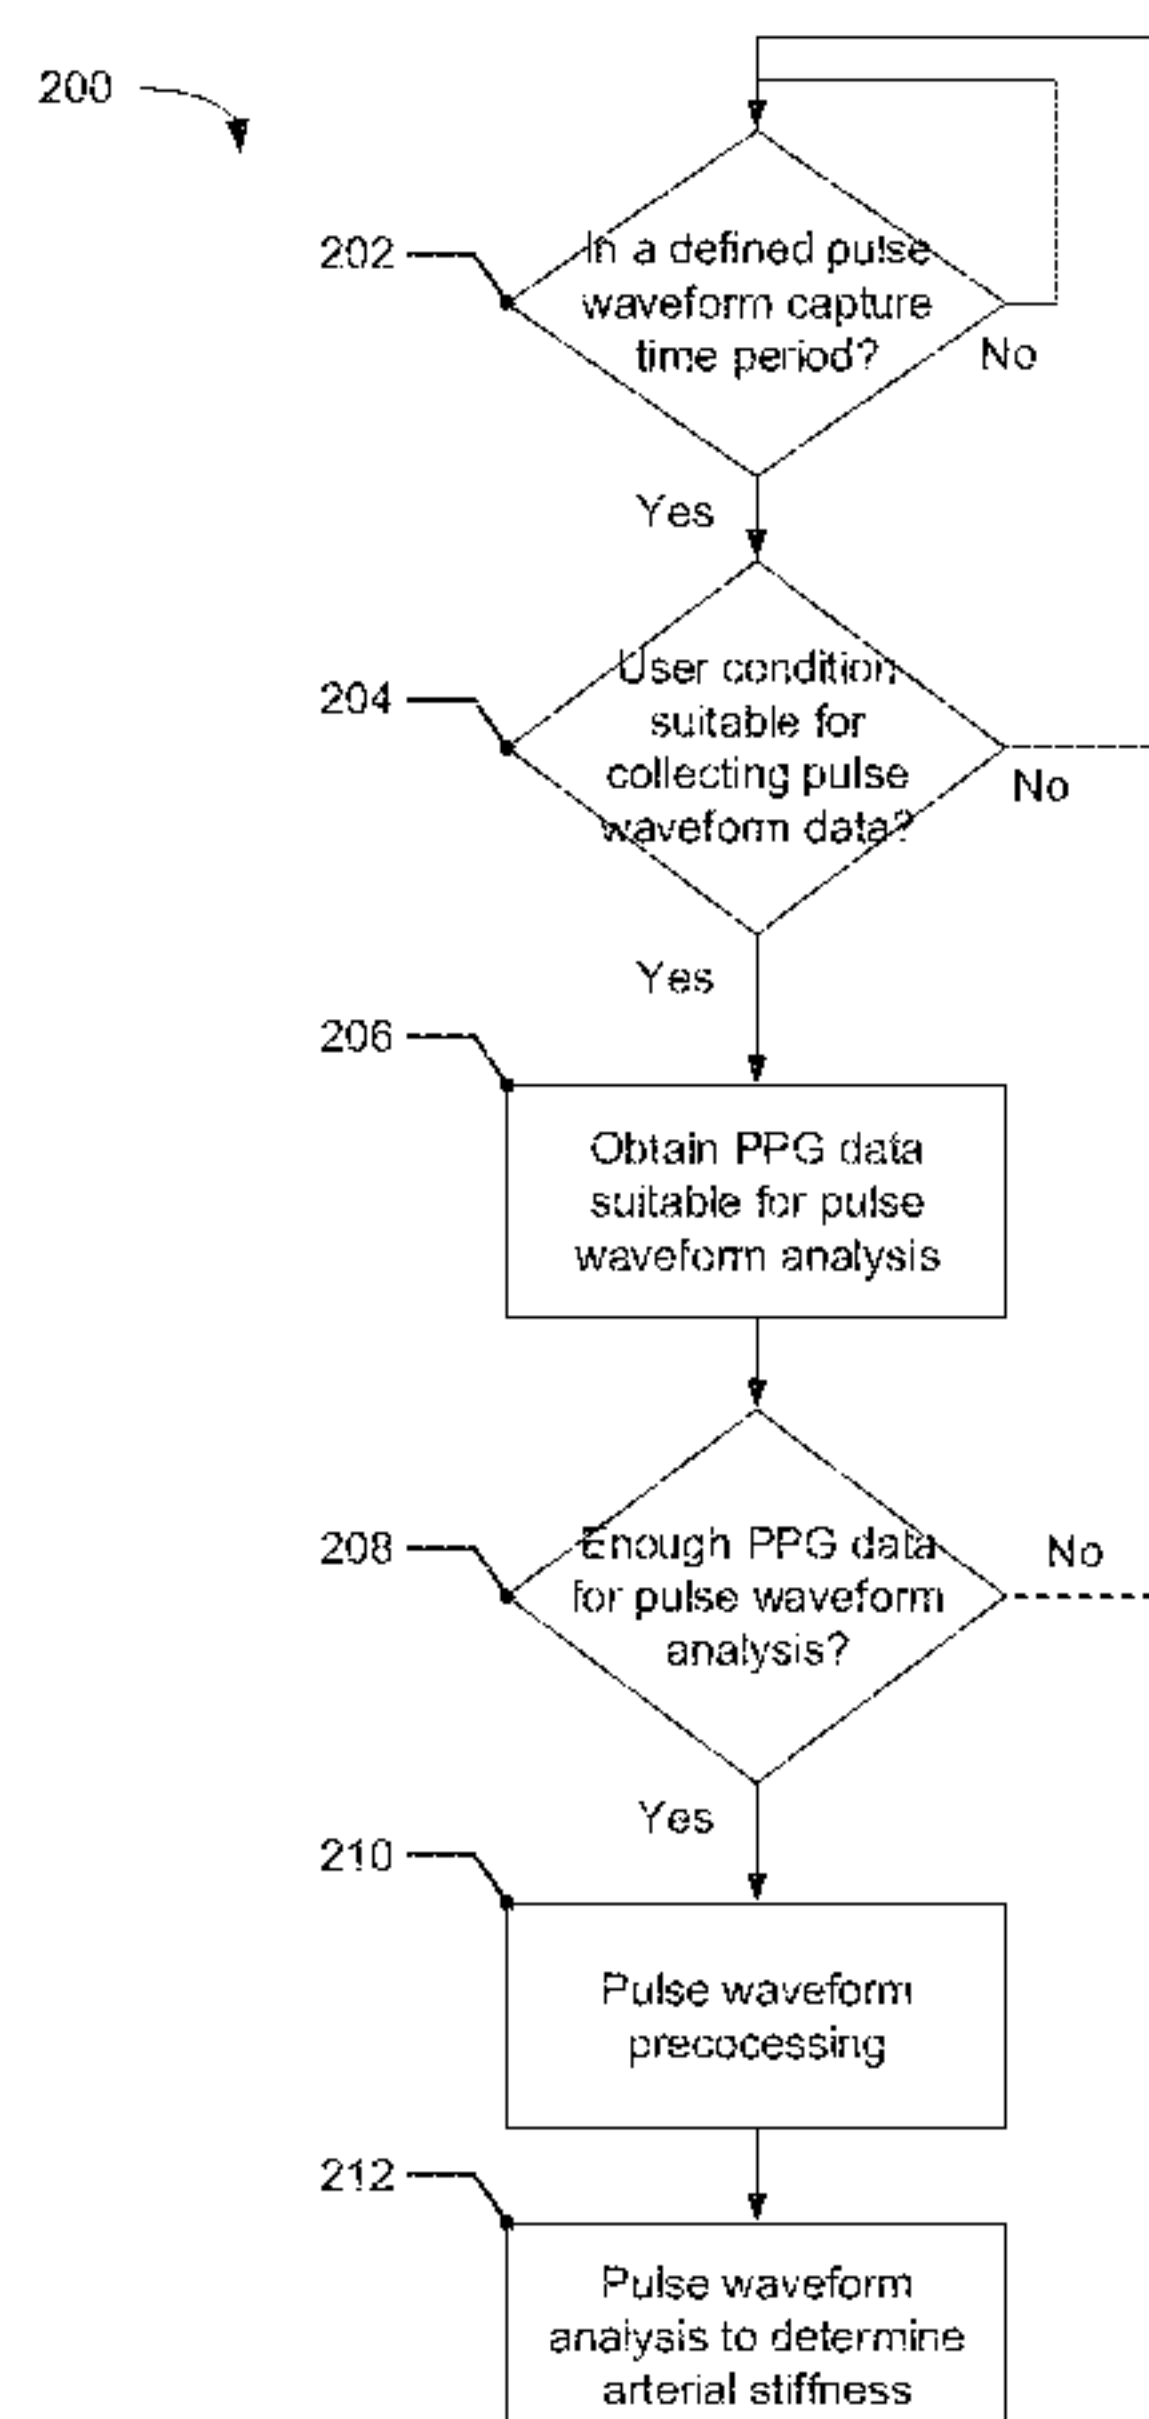 200
202
In a defined pulse
waveform capture
time period?
No
Yes
204
User condition
suitable for
collecting pulse
waveform data?
No
Yes
206
Obtain PPG data
suitable for pulse
waveform analysis
208
Enough PPG data
for pulse waveform
analysis?
No
Yes
210
Pulse waveform
precocessing
212
Pulse waveform
analysis to determine
arterial stiffness